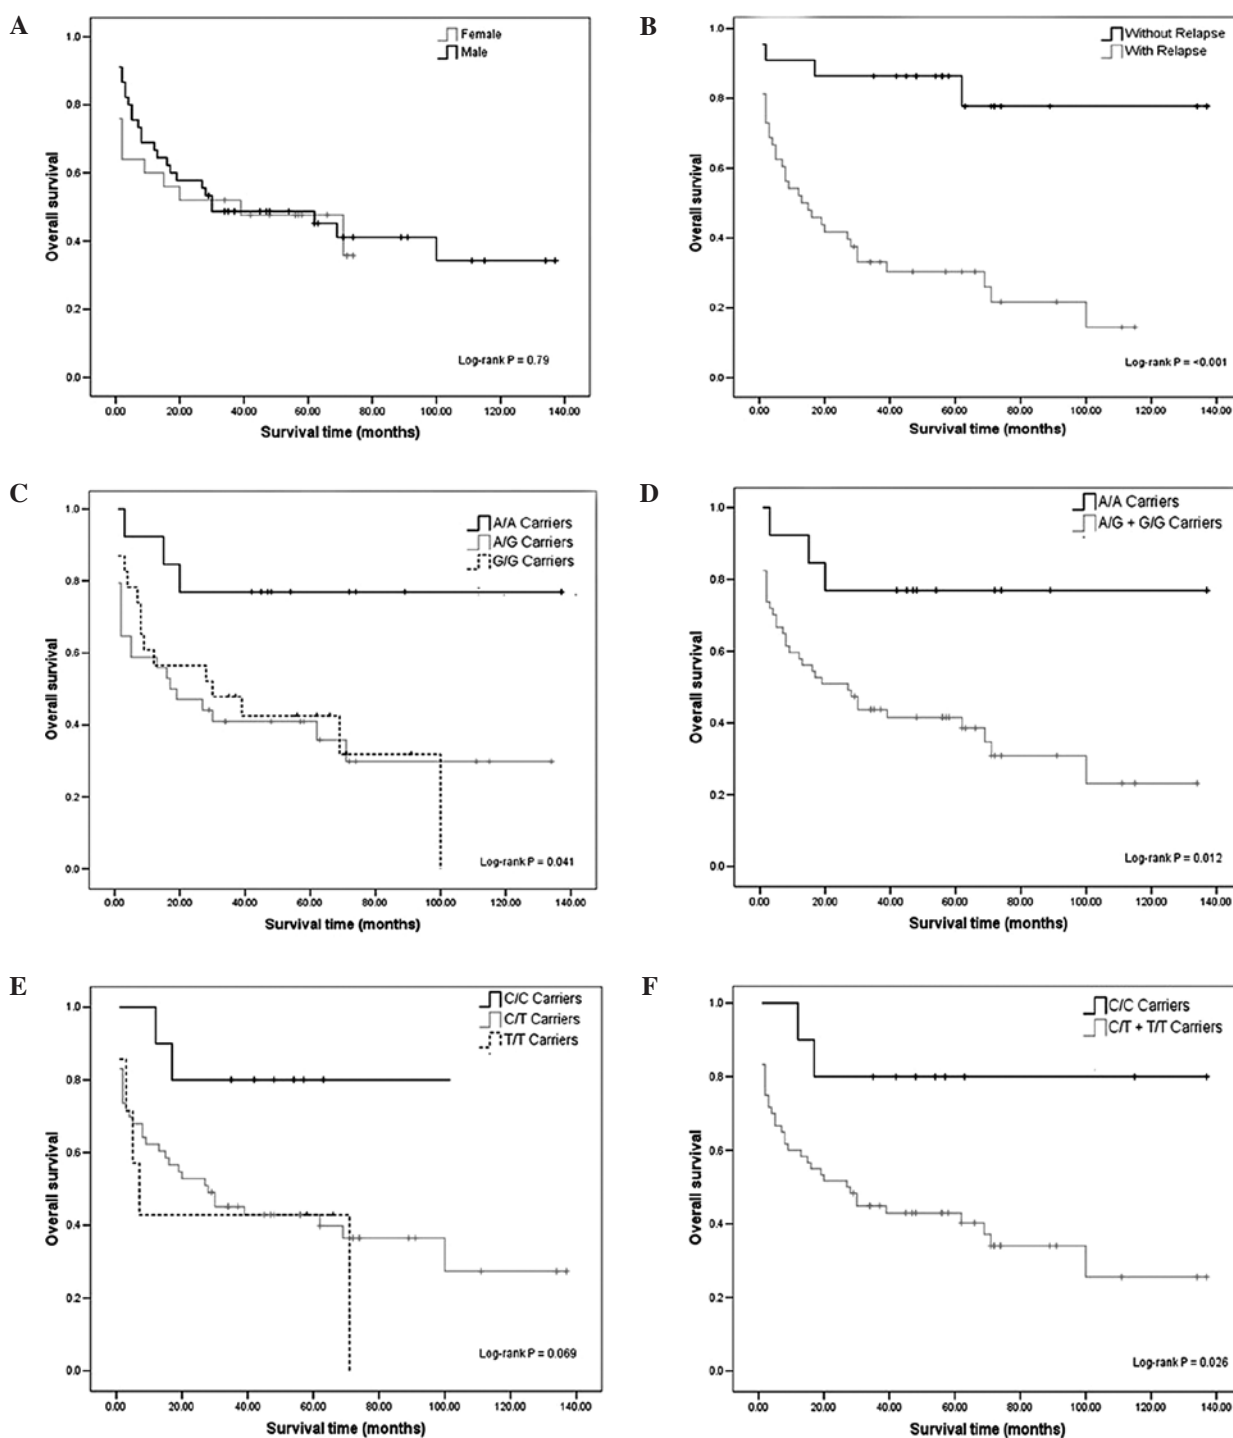 A
Female
Male
1.0
0.8
0.6
0.4
0.2
0.0
Overall survival
Log-rank P = 0.79
0.00 20.00 40.00 60.00 80.00 100.00 120.00 140.00
Survival time (months)
B
Without Relapse
With Relapse
1.0
0.8
0.6
0.4
0.2
0.0
Overall survival
Log-rank P = <0.001
0.00 20.00 40.00 60.00 80.00 100.00 120.00 140.00
Survival time (months)
C
A/A Carriers
A/G Carriers
G/G Carriers
1.0
0.8
0.6
0.4
0.2
0.0
Overall survival
Log-rank P = 0.041
0.00 20.00 40.00 60.00 80.00 100.00 120.00 140.00
Survival time (months)
D
A/A Carriers
A/G + G/G Carriers
1.0
0.8
0.6
0.4
0.2
0.0
Overall survival
Log-rank P = 0.012
0.00 20.00 40.00 60.00 80.00 100.00 120.00 140.00
Survival time (months)
E
C/C Carriers
C/T Carriers
T/T Carriers
1.0
0.8
0.6
0.4
0.2
0.0
Overall survival
Log-rank P = 0.069
0.00 20.00 40.00 60.00 80.00 100.00 120.00 140.00
Survival time (months)
F
C/C Carriers
C/T + T/T Carriers
1.0
0.8
0.6
0.4
0.2
0.0
Overall survival
Log-rank P = 0.026
0.00 20.00 40.00 60.00 80.00 100.00 120.00 140.00
Survival time (months)